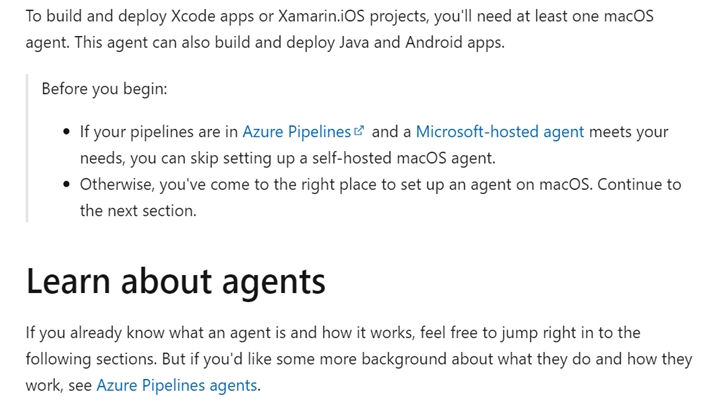 To build and deploy Xcode apps or Xamarin.iOS projects, you'll need at least one macOS
agent. This agent can also build and deploy Java and Android apps.
Before you begin:
• If your pipelines are in Azure Pipelines and a Microsoft-hosted agent meets your
needs, you can skip setting up a self-hosted macOS agent.
• Otherwise, you've come to the right place to set up an agent on macOS. Continue to
the next section.
Learn about agents
If you already know what an agent is and how it works, feel free to jump right in to the
following sections. But if you'd like some more background about what they do and how they
work, see Azure Pipelines agents.